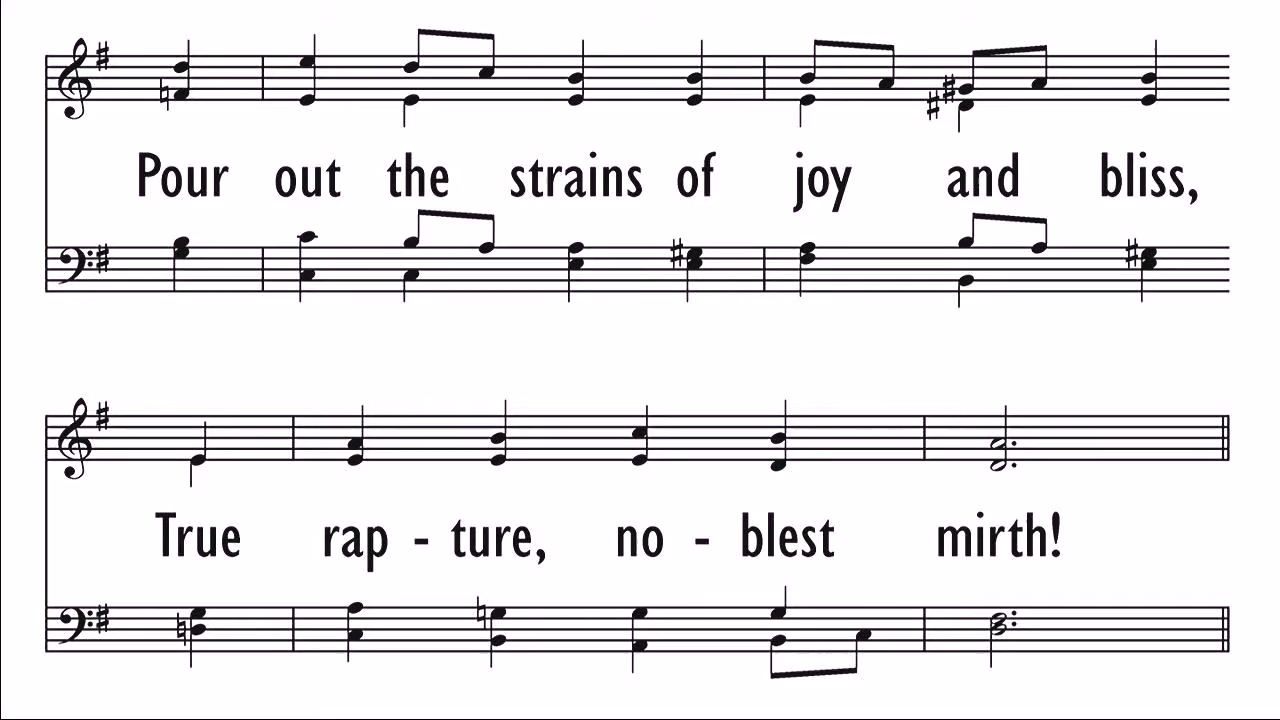 Pour out the strains of joy and bliss,
True rap - ture, no - blest mirth!